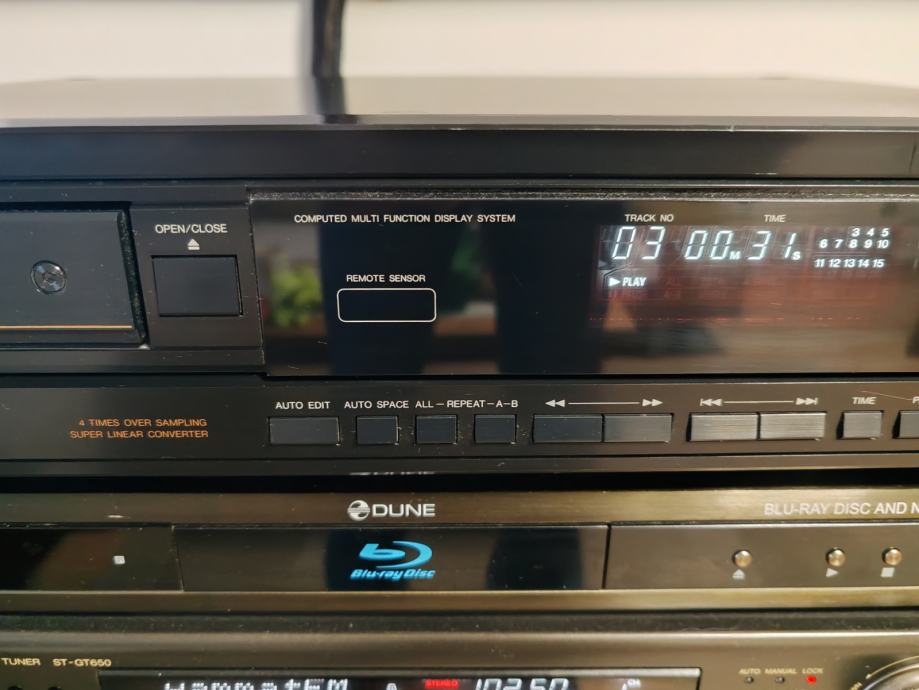 OPEN/CLOSE
COMPUTED MULTI FUNCTION DISPLAY SYSTEM
REMOTE SENSOR
TRACK NO TIME
03 00M 31S
3 4 5
6 7 8 9 10
11 12 13 14 15
PLAY
4 TIMES OVER SAMPLING
SUPER LINEAR CONVERTER
AUTO EDIT AUTO SPACE ALL-REPEAT-A-B
TIME
DUNE
BLU-RAY DISC AND
Blu-ray Disc
TUNER ST-GT650
STEREO
AUTO MANUAL LOCK